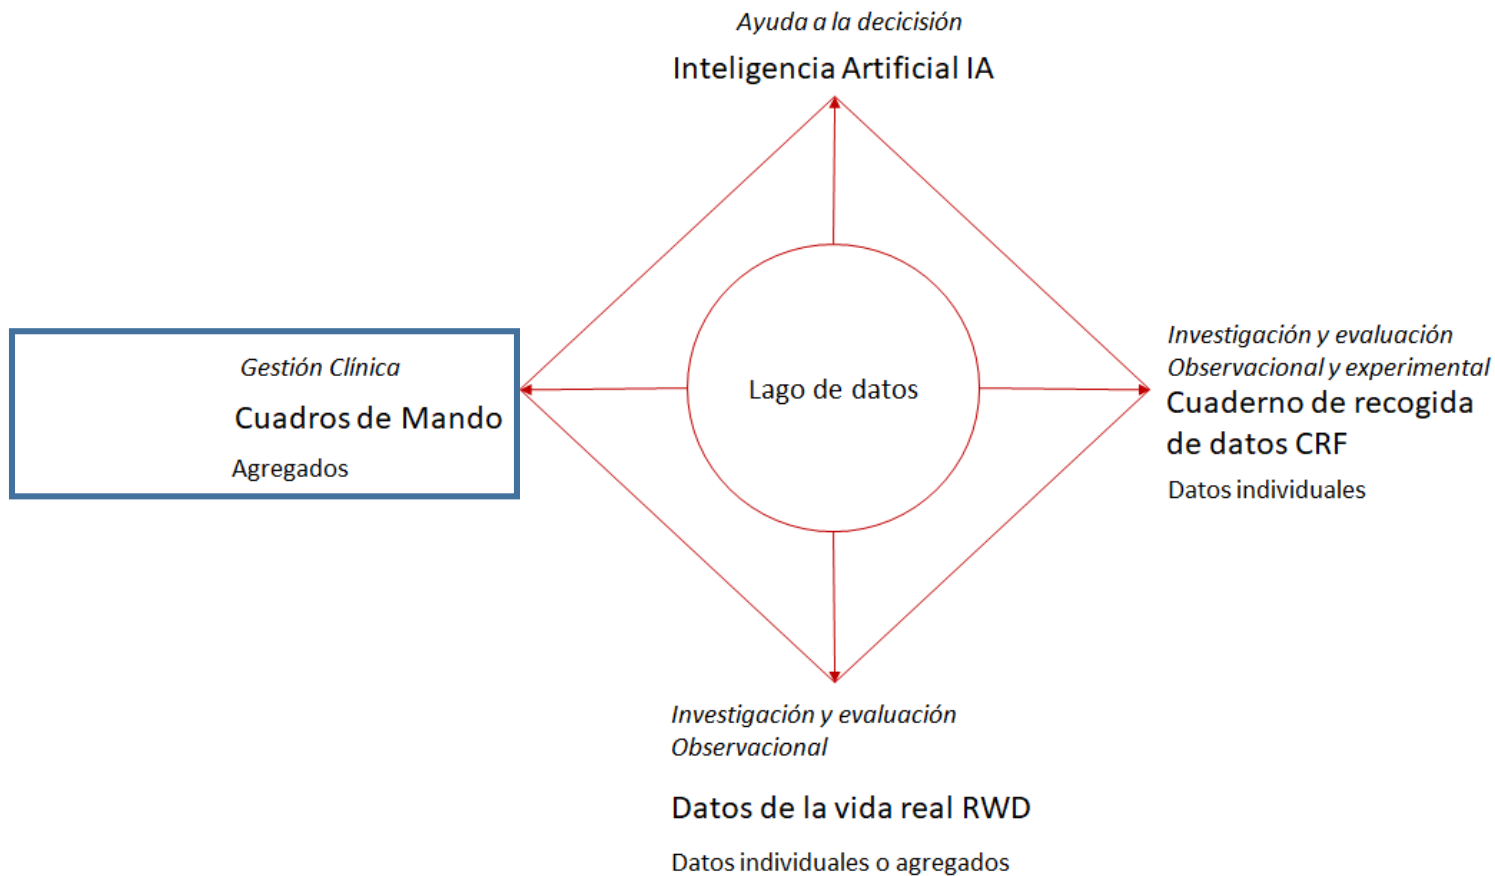 Ayuda a la decicisión
Inteligencia Artificial IA
Gestión Clínica
Cuadros de Mando
Agregados
Lago de datos
Investigación y evaluación
Observacional y experimental
Cuaderno de recogida
de datos CRF
Datos individuales
Investigación y evaluación
Observacional
Datos de la vida real RWD
Datos individuales o agregados